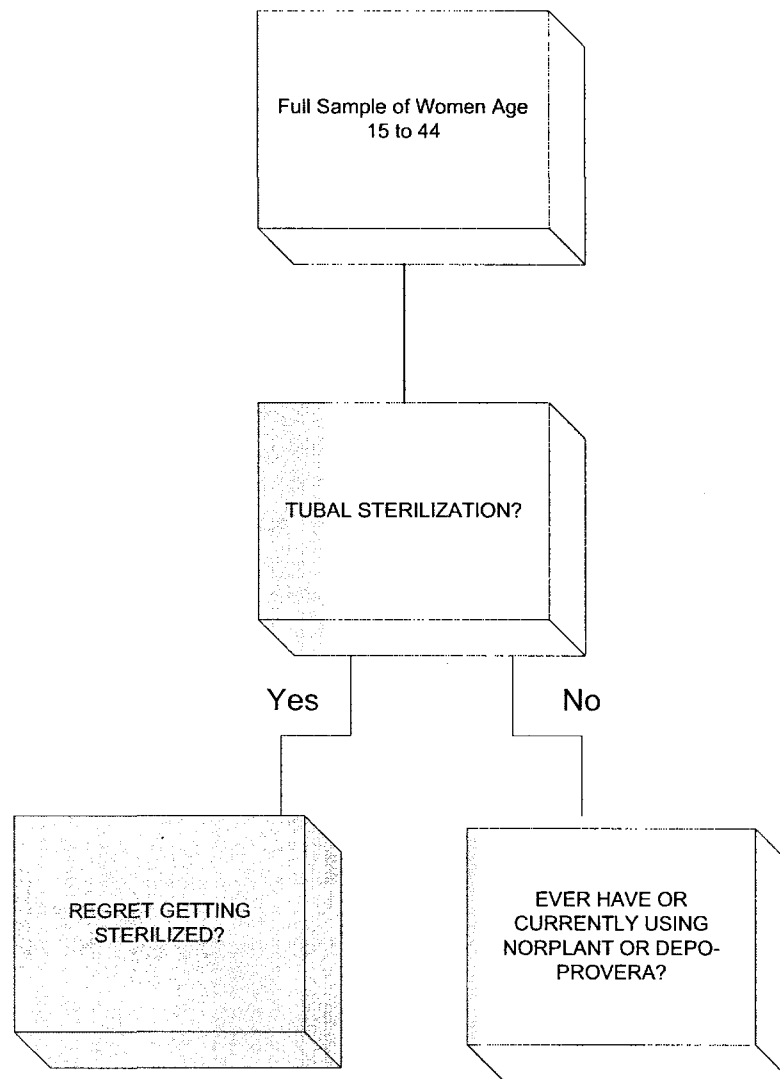 Full Sample of Women Age
15 to 44
TUBAL STERILIZATION?
Yes
No
REGRET GETTING
STERILIZED?
EVER HAVE OR
CURRENTLY USING
NORPLANT OR DEPO-
PROVERA?